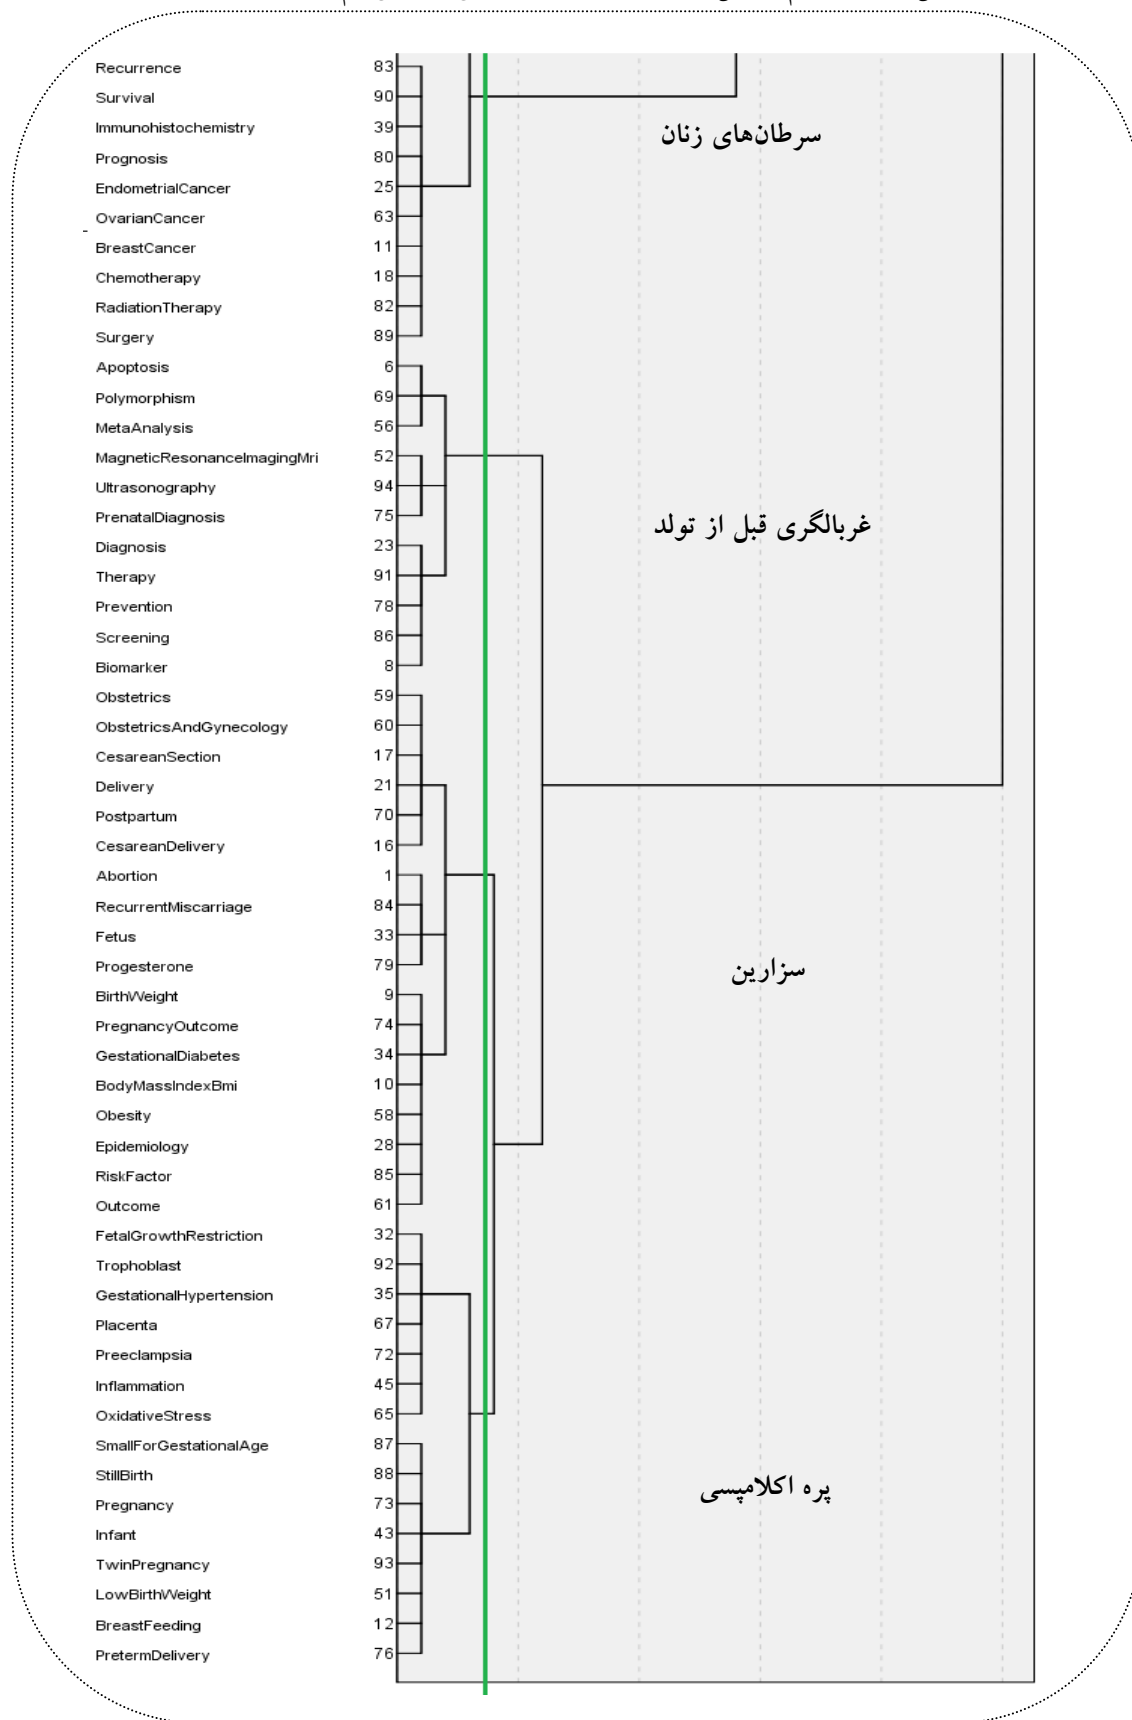 Recurrence 83
Survival 90
سرطان‌های زنان
Immunohistochemistry 39
Prognosis 80
EndometrialCancer 25
OvarianCancer 63
BreastCancer 11
Chemotherapy 18
RadiationTherapy 82
Surgery 89
Apoptosis 6
Polymorphism 69
MetaAnalysis 56
MagneticResonanceImagingMri 52
Ultrasonography 94
PrenatalDiagnosis 75
غربالگری قبل از تولد
Diagnosis 23
Therapy 91
Prevention 78
Screening 86
Biomarker 8
Obstetrics 59
ObstetricsAndGynecology 60
CesareanSection 17
Delivery 21
Postpartum 70
CesareanDelivery 16
Abortion 1
RecurrentMiscarriage 84
Fetus 33
Progesterone 79
سزارین
BirthWeight 9
PregnancyOutcome 74
GestationalDiabetes 34
BodyMassIndexBmi 10
Obesity 58
Epidemiology 28
RiskFactor 85
Outcome 61
FetalGrowthRestriction 32
Trophoblast 92
GestationalHypertension 35
Placenta 67
Preeclampsia 72
Inflammation 45
OxidativeStress 65
SmallForGestationalAge 87
StillBirth 88
پره اکلامپسی
Pregnancy 73
Infant 43
TwinPregnancy 93
LowBirthWeight 51
BreastFeeding 12
PretermDelivery 76